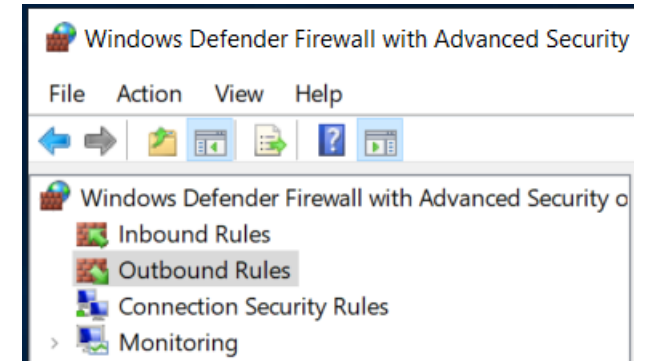 Windows Defender Firewall with Advanced Security
File Action View Help
?
Windows Defender Firewall with Advanced Security o
Inbound Rules
Outbound Rules
Connection Security Rules
Monitoring